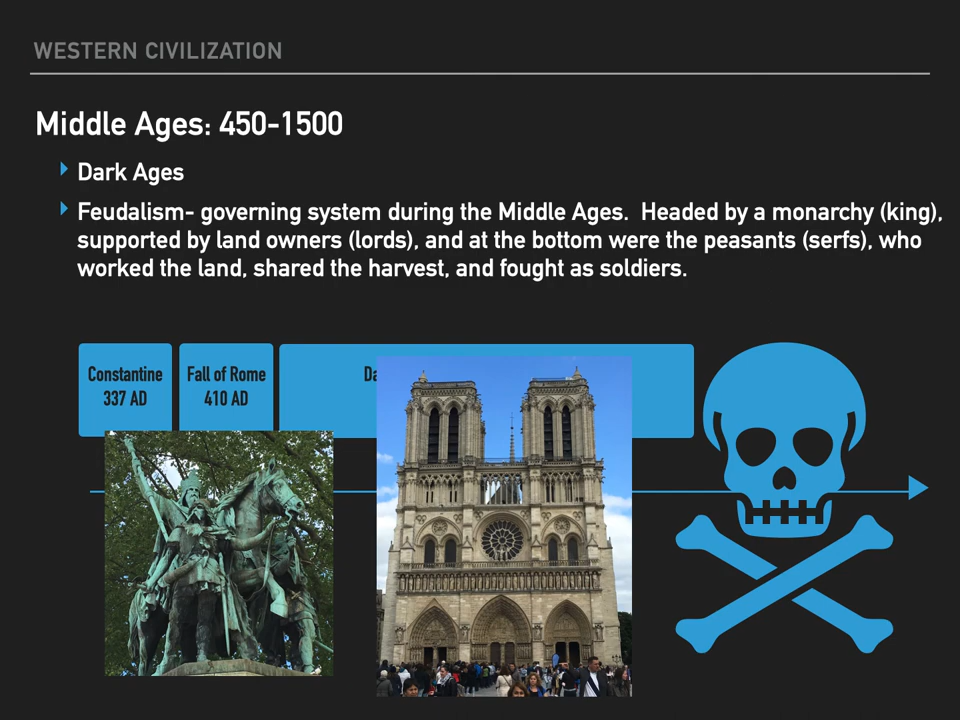 WESTERN CIVILIZATION
Middle Ages: 450-1500
Dark Ages
Feudalism- governing system during the Middle Ages. Headed by a monarchy (king),
supported by land owners (lords), and at the bottom were the peasants (serfs), who
worked the land, shared the harvest, and fought as soldiers.
Constantine
337 AD
Fall of Rome
410 AD